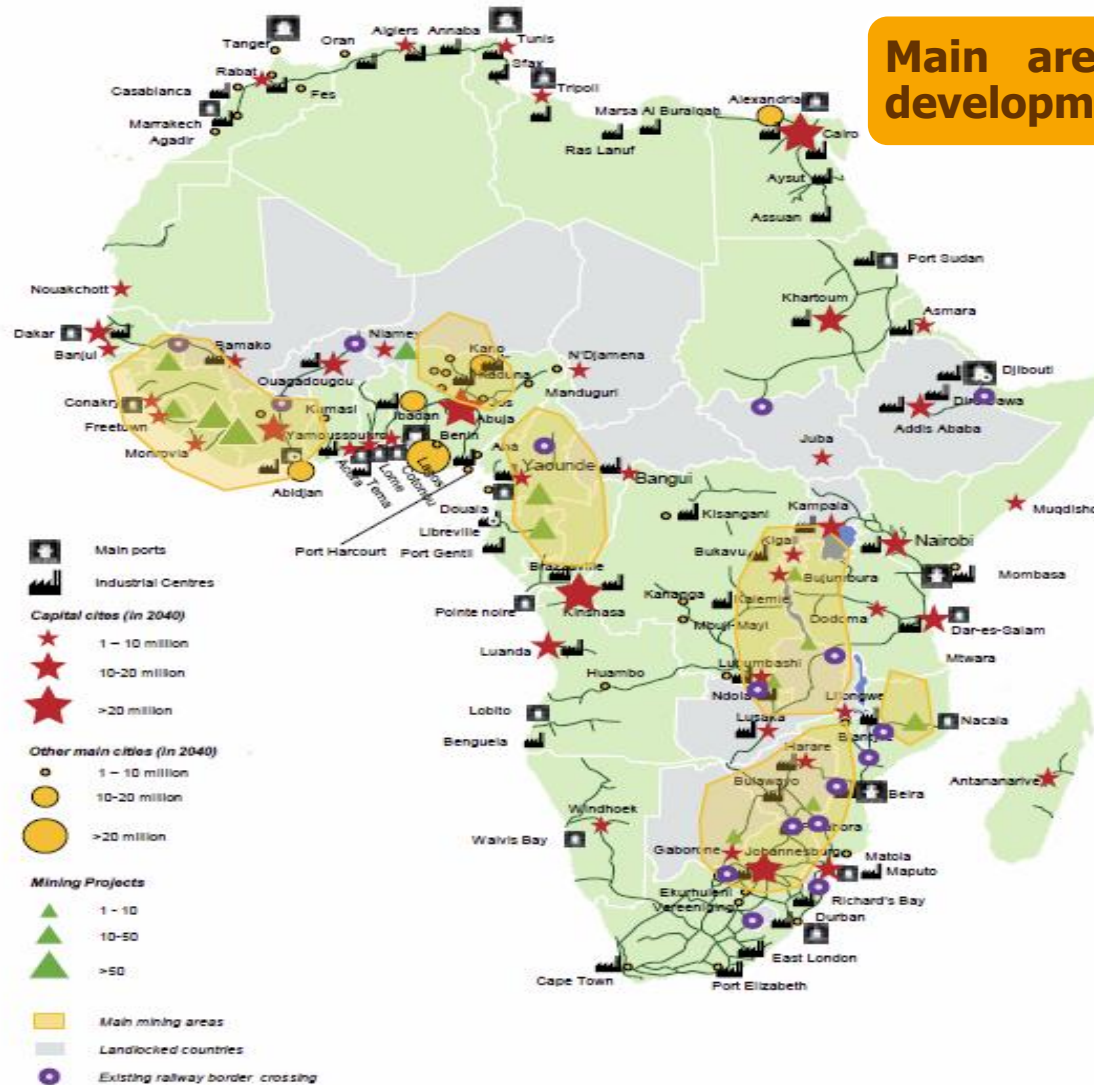 Main are
developm
Tanger
Oran
Algiers
Annaba
Tunis
Rabat
Sfax
Casablanca
Fes
Tripoli
Marsa Al Buraiqah
Alexandria
Marrakech
Agadir
Ras Lanuf
Cairo
Aysut
Assuan
Port Sudan
Nouakchott
Khartoum
Asmara
Dakar
Banjul
Bamako
Niamey
Kano
N'Djamena
Djibouti
Ouagadougou
Kaduna
Manduguri
Conakry
Kumasi
Ibadan
Abuja
Addis Ababa
Freetown
Yamoussoukro
Benin
Juba
Monrovia
Lagos
Yaounde
Bangui
Abidjan
Accra
Tema
Lome
Cotonou
Douala
Kisangani
Kampala
Muqdisho
Libreville
Port Harcourt
Port Gentil
Bukavu
Kigali
Nairobi
Main ports
Brazzaville
Bujumbura
Mombasa
Industrial Centres
Pointe noire
Kinshasa
Kananga
Kalemie
Dodoma
Capital cites (in 2040)
Mbuji-Mayi
Dar-es-Salam
1 – 10 million
Luanda
Mtwara
10-20 million
Huambo
Lubumbashi
>20 million
Ndola
Lilongwe
Lobito
Lusaka
Nacala
Other main cities (in 2040)
Benguela
Blantyre
1 – 10 million
Harare
10-20 million
Bulawayo
Beira
Antananarive
>20 million
Windhoek
Walvis Bay
Gaborone
Johannesburg
Matola
Maputo
Mining Projects
Ekurhuleni
Vereeniging
Richard's Bay
1 - 10
Durban
10-50
East London
>50
Cape Town
Port Elizabeth
Main mining areas
Landlocked countries
Existing railway border crossing